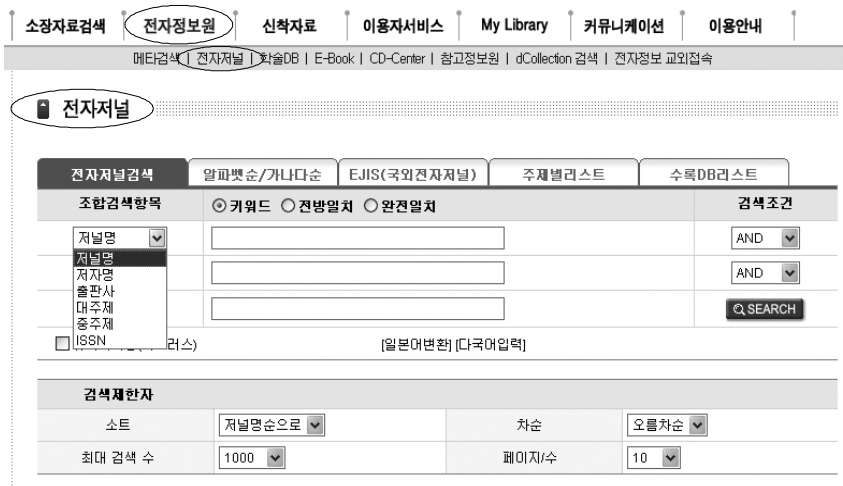 소장자료검색 전자정보원 신착자료 이용자서비스 My Library 커뮤니케이션 이용안내
메타검색 | 전자저널 | 학술DB | E-Book | CD-Center | 참고정보원 | dCollection 검색 | 전자정보 교외접속
전자저널
전자저널검색 알파벳순/가나다순 EJIS(국외전자저널) 주제별리스트 수록DB리스트
조합검색항목 키워드 전방일치 완전일치 검색조건
저널명 AND
저널명
저자명 AND
출판사
대주제 SEARCH
중주제
ISSN 러스) [일본어변환] [다국어입력]
검색제한자
소트 저널명순으로 차순 오름차순
최대 검색 수 1000 페이지/수 10